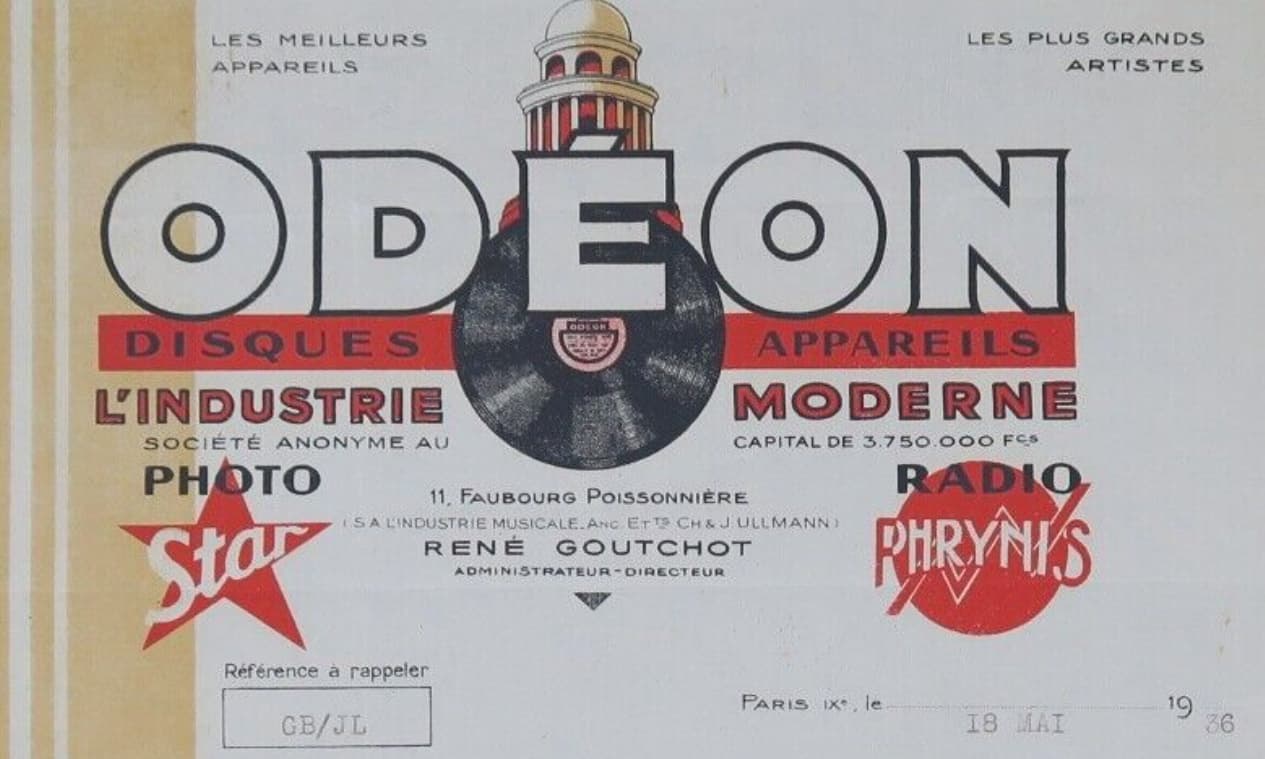 LES MEILLEURS
APPAREILS
LES PLUS GRANDS
ARTISTES
ODÉON
DISQUES
APPAREILS
ODEON
L'INDUSTRIE MODERNE
SOCIÉTÉ ANONYME AU CAPITAL DE 3.750.000 Fcs
PHOTO
Star
RADIO
PHRYNIS
11, FAUBOURG POISSONNIÈRE
(S A L'INDUSTRIE MUSICALE. ANC. ETTS CH & J. ULLMANN)
RENÉ GOUTCHOT
ADMINISTRATEUR-DIRECTEUR
Référence à rappeler
GB/JL
PARIS IXe, le 18 MAI 1936